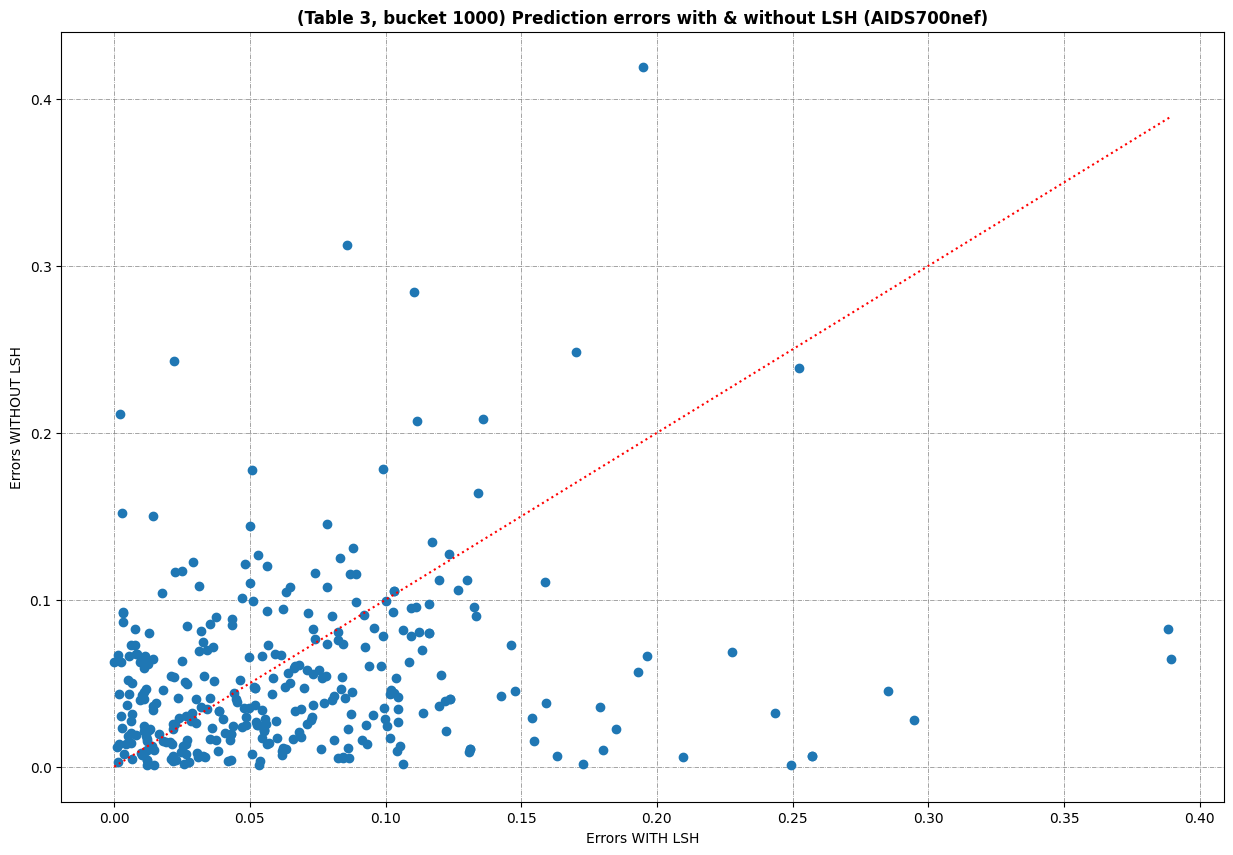 (Table 3, bucket 1000) Prediction errors with & without LSH (AIDS700nef)
Errors WITHOUT LSH
0.4
0.3
0.2
0.1
0.0
0.00 0.05 0.10 0.15 0.20 0.25 0.30 0.35 0.40
Errors WITH LSH